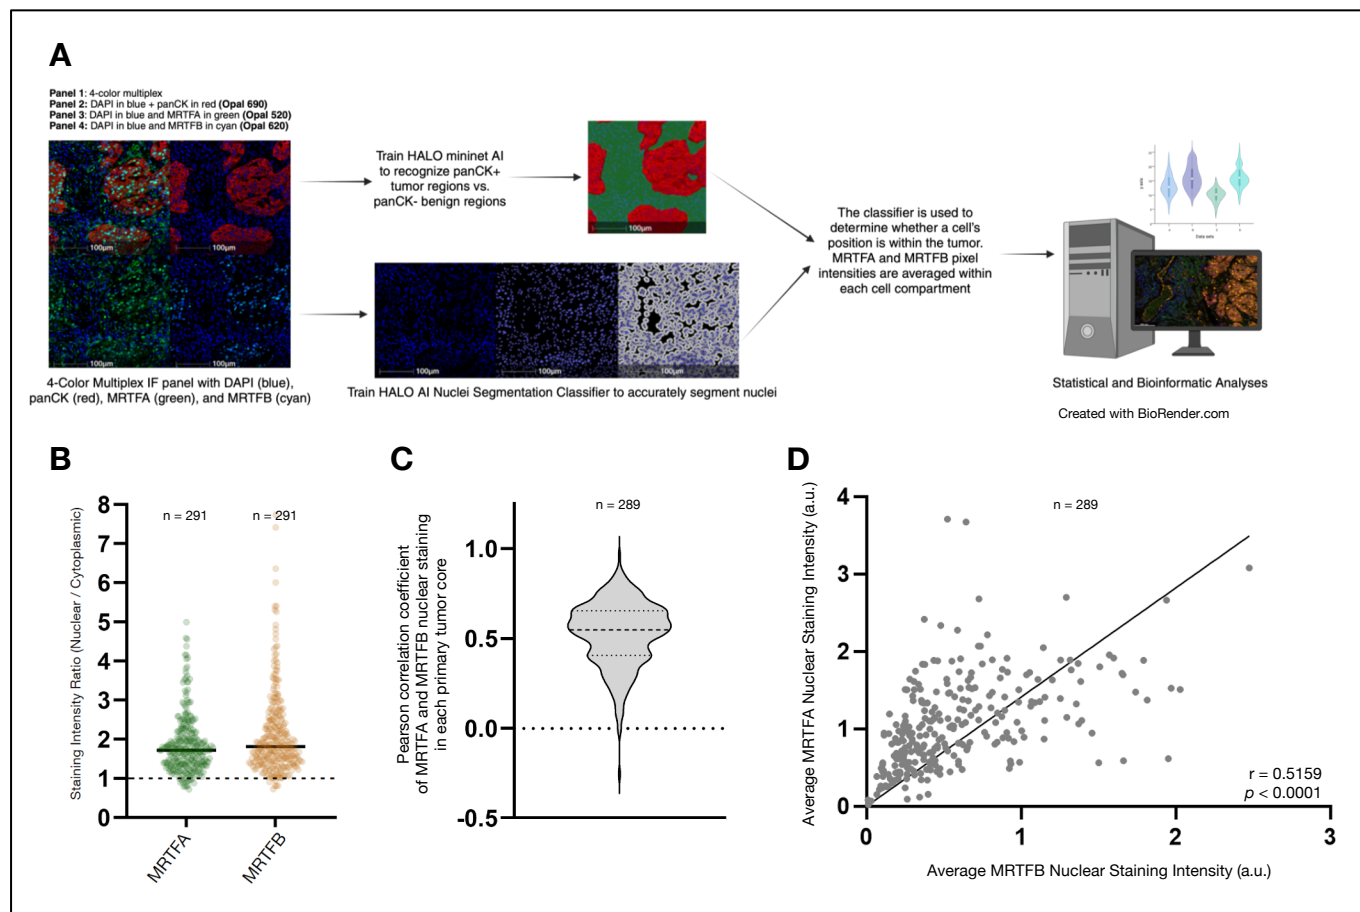 A
Panel 1: 4-color multiplex
Panel 2: DAPI in blue + panCK in red (Opal 690)
Panel 3: DAPI in blue and MRTFA in green (Opal 520)
Panel 4: DAPI in blue and MRTFB in cyan (Opal 620)
100µm
100µm
100µm
100µm
4-Color Multiplex IF panel with DAPI (blue),
panCK (red), MRTFA (green), and MRTFB (cyan)
Train HALO mininet AI
to recognize panCK+
tumor regions vs.
panCK- benign regions
100µm
100µm
100µm
100µm
Train HALO AI Nuclei Segmentation Classifier to accurately segment nuclei
The classifier is used to
determine whether a cell's
position is within the tumor.
MRTFA and MRTFB pixel
intensities are averaged within
each cell compartment
Data sets
Statistical and Bioinformatic Analyses
Created with BioRender.com
B
Staining Intensity Ratio (Nuclear / Cytoplasmic)
n = 291
n = 291
8
7
6
5
4
3
2
1
0
MRTFA
MRTFB
C
Pearson correlation coefficient
of MRTFA and MRTFB nuclear staining
in each primary tumor core
n = 289
1.0
0.5
0.0
-0.5
D
Average MRTFA Nuclear Staining Intensity (a.u.)
n = 289
4
3
2
1
0
r = 0.5159
p < 0.0001
0
1
2
3
Average MRTFB Nuclear Staining Intensity (a.u.)